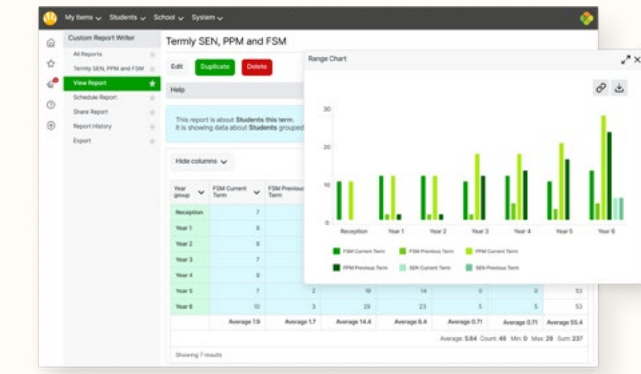 My Items Students School System
Custom Report Writer
All Reports
Termly SEN, PPM and FSM
View Report
Schedule Report
Share Report
Report History
Export
Termly SEN, PPM and FSM
Edit Duplicate Delete
Help
This report is about Students this term.
It is showing data about Students grouped
Hide columns
Year group FSM Current Term FSM Previous Term
Reception 7
Year 1 8
Year 2 8
Year 3 7
Year 4 8
Year 5 7 2 19 14 0 0 53
Year 6 10 3 29 23 5 5 53
Average 7.9 Average 1.7 Average 14.4 Average 8.4 Average 0.71 Average 0.71 Average 55.4
Average: 5.64 Count: 49 Min: 0 Max: 29 Sum: 237
Showing 7 results
Range Chart
30
20
10
0
Reception Year 1 Year 2 Year 3 Year 4 Year 5 Year 6
FSM Current Term FSM Previous Term PPM Current Term
PPM Previous Term SEN Current Term SEN Previous Term